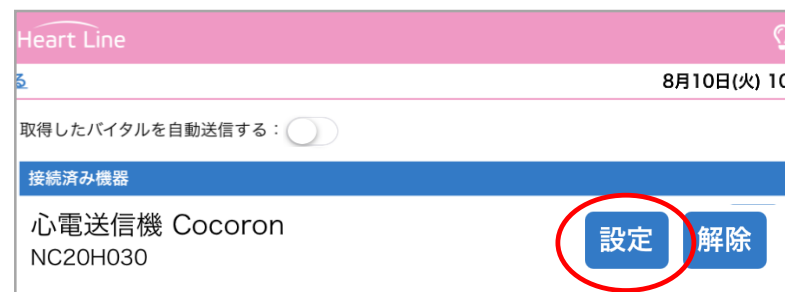 Heart Line
る
8月10日(火) 10
取得したバイタルを自動送信する：
接続済み機器
心電送信機 Cocoron
設定 解除
NC20H030